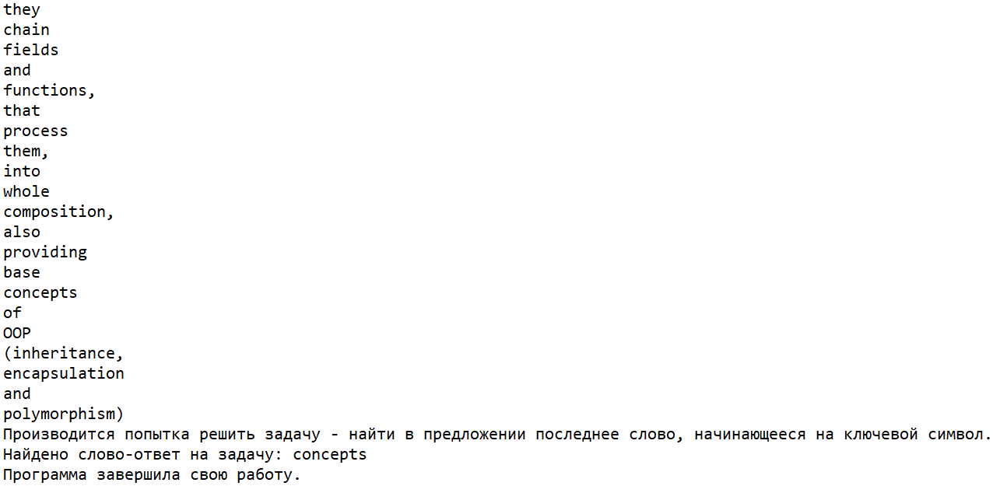 they
chain
fields
and
functions,
that
process
them,
into
whole
composition,
also
providing
base
concepts
of
OOP
(inheritance,
encapsulation
and
polymorphism)
Производится попытка решить задачу - найти в предложении последнее слово, начинающееся на ключевой символ.
Найдено слово-ответ на задачу: concepts
Программа завершила свою работу.